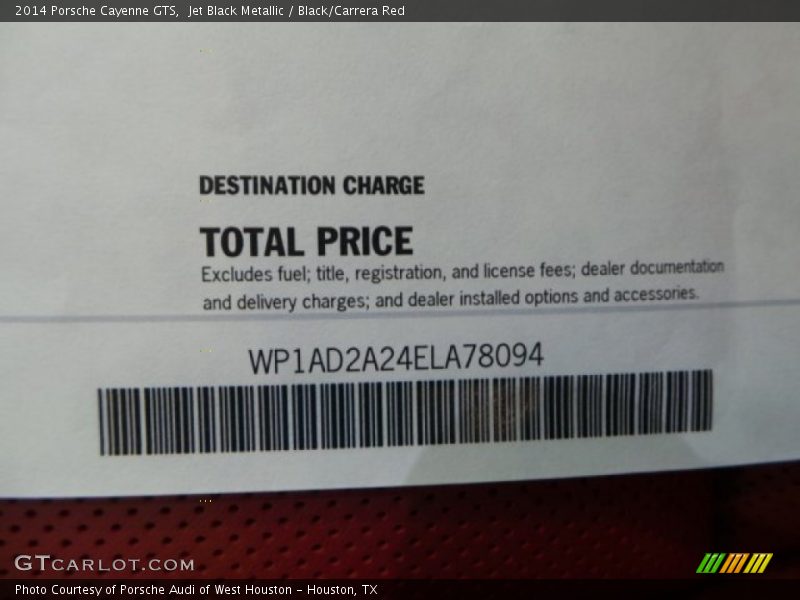 2014 Porsche Cayenne GTS,  Jet Black Metallic / Black/Carrera Red
DESTINATION CHARGE
TOTAL PRICE
Excludes fuel; title, registration, and license fees; dealer documentation
and delivery charges; and dealer installed options and accessories.
WP1AD2A24ELA78094
GTCARLOT.COM
Photo Courtesy of Porsche Audi of West Houston - Houston, TX